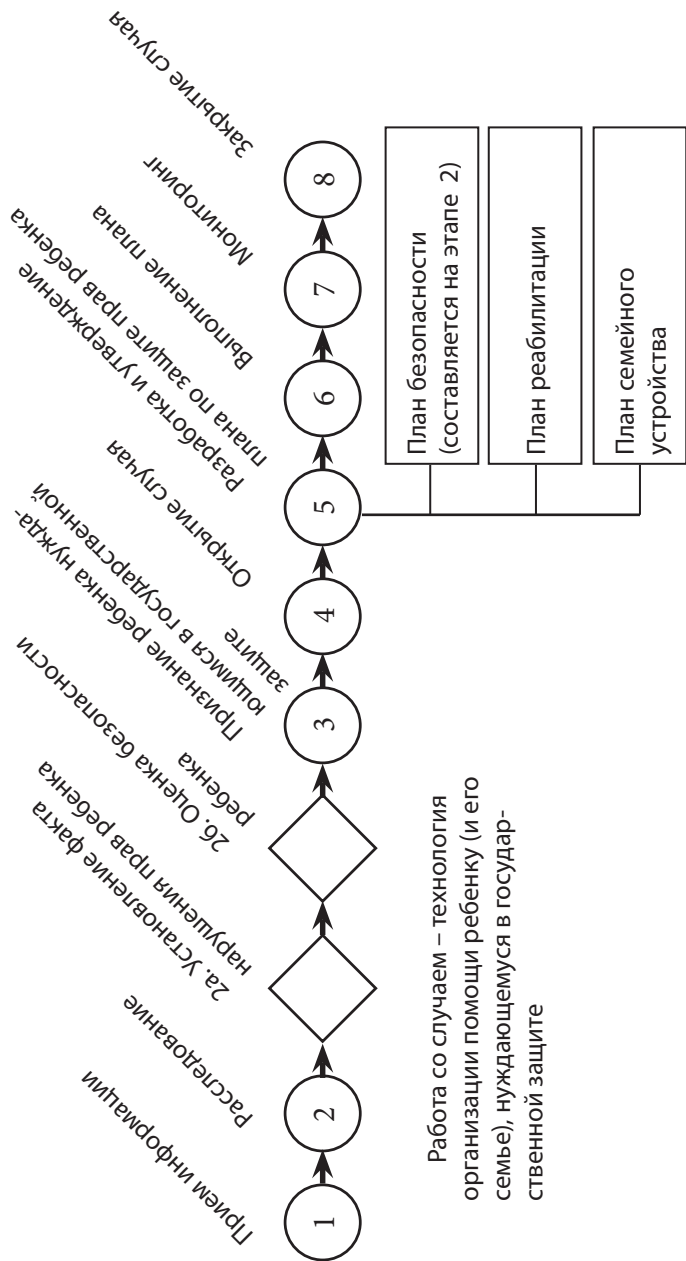 Прием информации
Расследование
2а. Установление факта
нарушения прав ребенка
2б. Оценка безопасности
ребенка
Признание ребенка нужда-
ющимся в государственной
защите
Открытие случая
Разработка и утверждение
плана по защите прав ребенка
Выполнение плана
Мониторинг
Закрытие случая
1
2
3
4
5
6
7
8
План безопасности
(составляется на этапе 2)
План реабилитации
План семейного
устройства
Работа со случаем – технология
организации помощи ребенку (и его
семье), нуждающемуся в государ-
ственной защите